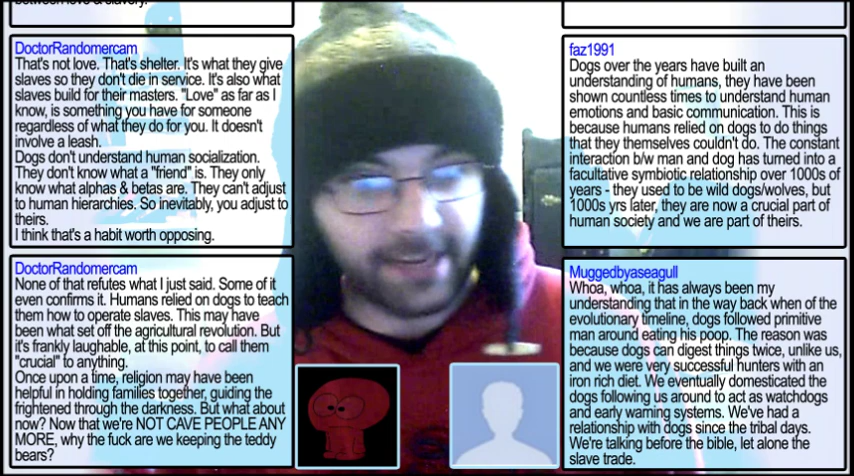 DoctorRandomercam
That's not love. That's shelter. It's what they give
slaves so they don't die in service. It's also what
slaves build for their masters. "Love" as far as I
know, is something you have for someone
regardless of what they do for you. It doesn't
involve a leash.
Dogs don't understand human socialization.
They don't know what a "friend" is. They only
know what alphas & betas are. They can't adjust
to human hierarchies. So inevitably, you adjust to
theirs.
I think that's a habit worth opposing.
DoctorRandomercam
None of that refutes what I just said. Some of it
even confirms it. Humans relied on dogs to teach
them how to operate slaves. This may have
been what set off the agricultural revolution. But
it's frankly laughable, at this point, to call them
"crucial" to anything.
Once upon a time, religion may have been
helpful in holding families together, guiding the
frightened through the darkness. But what about
now? Now that we're NOT CAVE PEOPLE ANY
MORE, why the fuck are we keeping the teddy
bears?
faz1991
Dogs over the years have built an
understanding of humans, they have been
shown countless times to understand human
emotions and basic communication. This is
because humans relied on dogs to do things
that they themselves couldn't do. The constant
interaction b/w man and dog has turned into a
facultative symbiotic relationship over 1000s of
years - they used to be wild dogs/wolves, but
1000s yrs later, they are now a crucial part of
human society and we are part of theirs.
Muggedbyaseagull
Whoa, whoa, it has always been my
understanding that in the way back when of the
evolutionary timeline, dogs followed primitive
man around eating his poop. The reason was
because dogs can digest things twice, unlike us,
and we were very successful hunters with an
iron rich diet. We eventually domesticated the
dogs following us around to act as watchdogs
and early warning systems. We've had a
relationship with dogs since the tribal days.
We're talking before the bible, let alone the
slave trade.